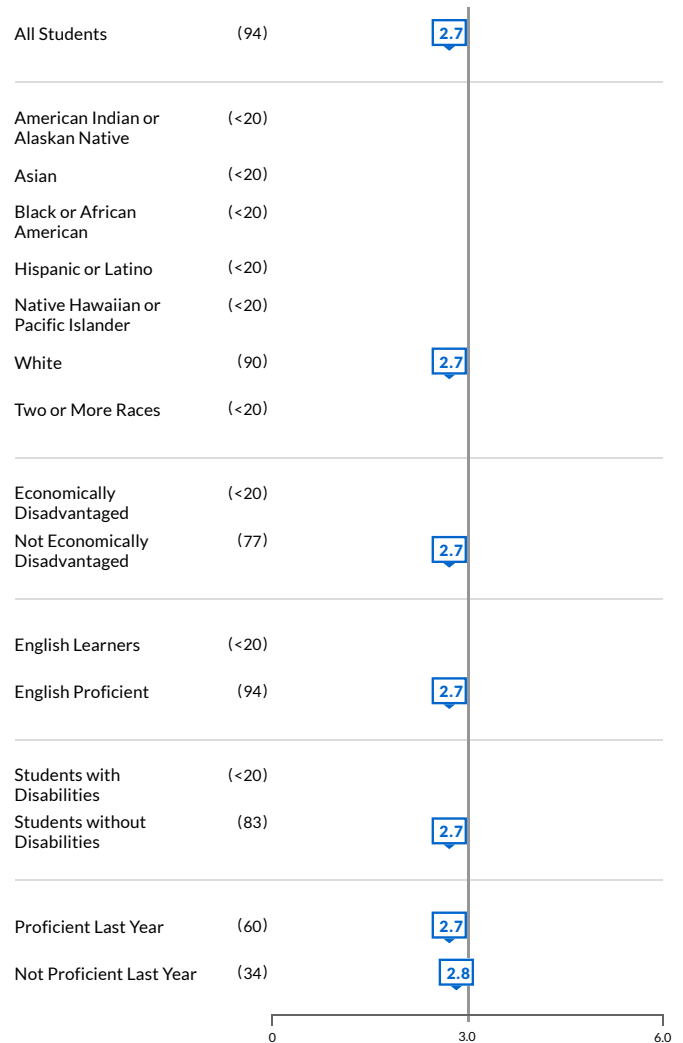 All Students (94) 2.7
American Indian or (<20)
Alaskan Native
Asian (<20)
Black or African (<20)
American
Hispanic or Latino (<20)
Native Hawaiian or (<20)
Pacific Islander
White (90) 2.7
Two or More Races (<20)
Economically (<20)
Disadvantaged
Not Economically (77) 2.7
Disadvantaged
English Learners (<20)
English Proficient (94) 2.7
Students with (<20)
Disabilities
Students without (83) 2.7
Disabilities
Proficient Last Year (60) 2.7
Not Proficient Last Year (34) 2.8
0 3.0 6.0